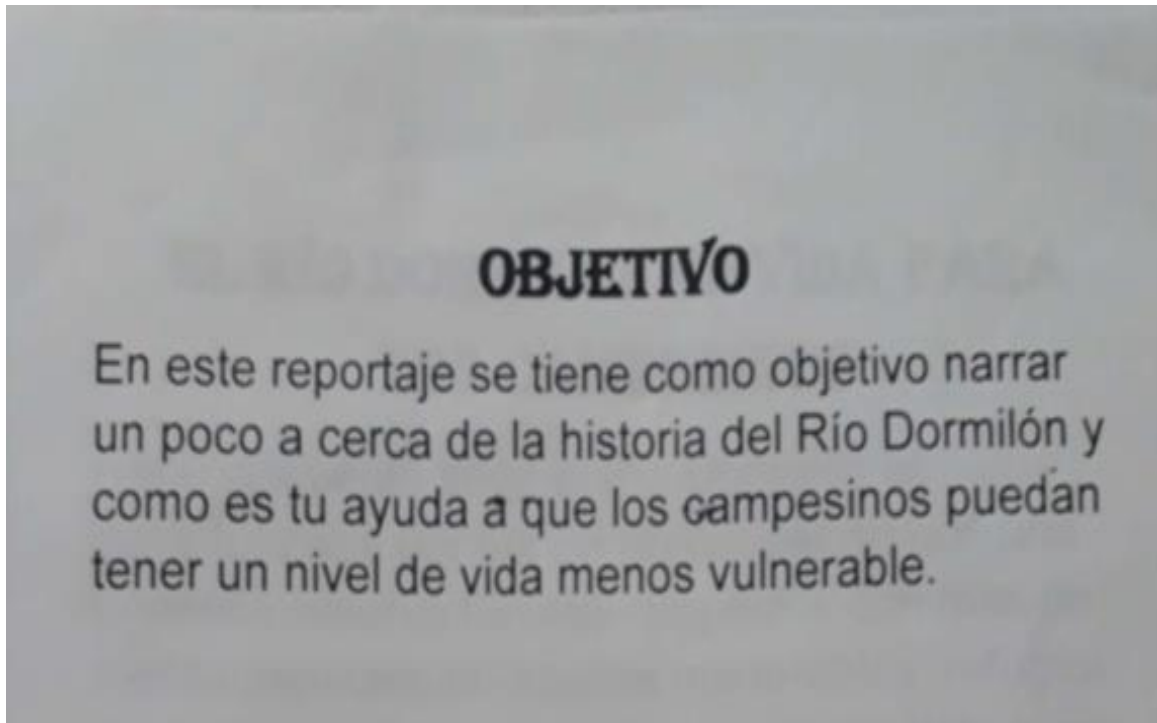 OBJETIVO
En este reportaje se tiene como objetivo narrar
un poco a cerca de la historia del Río Dormilón y
como es tu ayuda a que los campesinos puedan
tener un nivel de vida menos vulnerable.